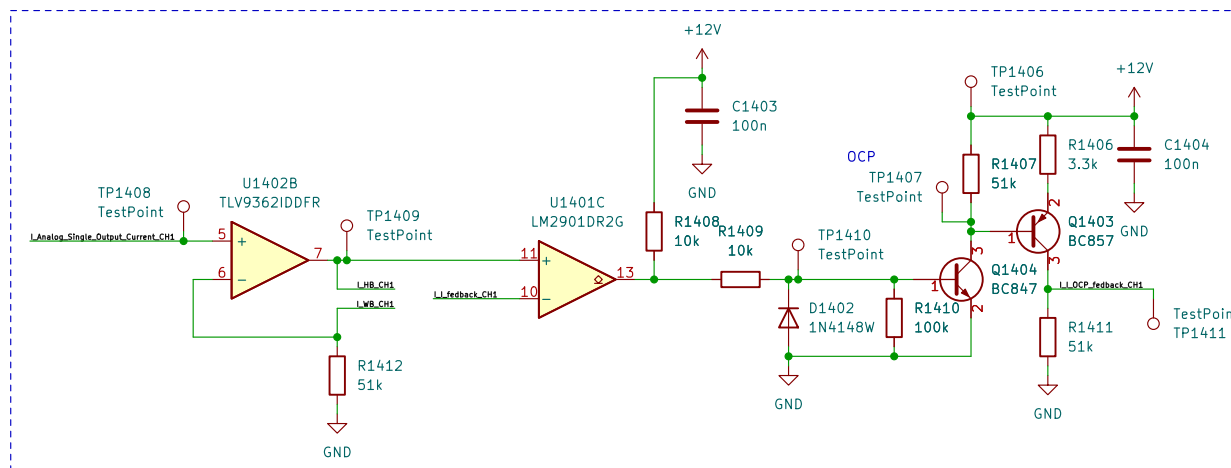 +12V
C1403
100n
GND
TP1406
TestPoint
+12V
OCP
TP1407
TestPoint
R1407
51k
R1406
3.3k
C1404
100n
GND
TP1408
TestPoint
U1402B
TLV9362IDDFR
TP1409
TestPoint
U1401C
LM2901DR2G
R1408
10k
R1409
10k
TP1410
TestPoint
2
Q1403
BC857
1
3
I_Analog_Single_Output_Current_CH1
5
+
6
−
7
11
+
10
−
13
I_HB_CH1
I_WB_CH1
I_I_fedback_CH1
3
Q1404
BC847
1
2
D1402
1N4148W
R1410
100k
I_I_OCP_fedback_CH1
TestPoin
TP1411
R1411
51k
R1412
51k
GND
GND
GND